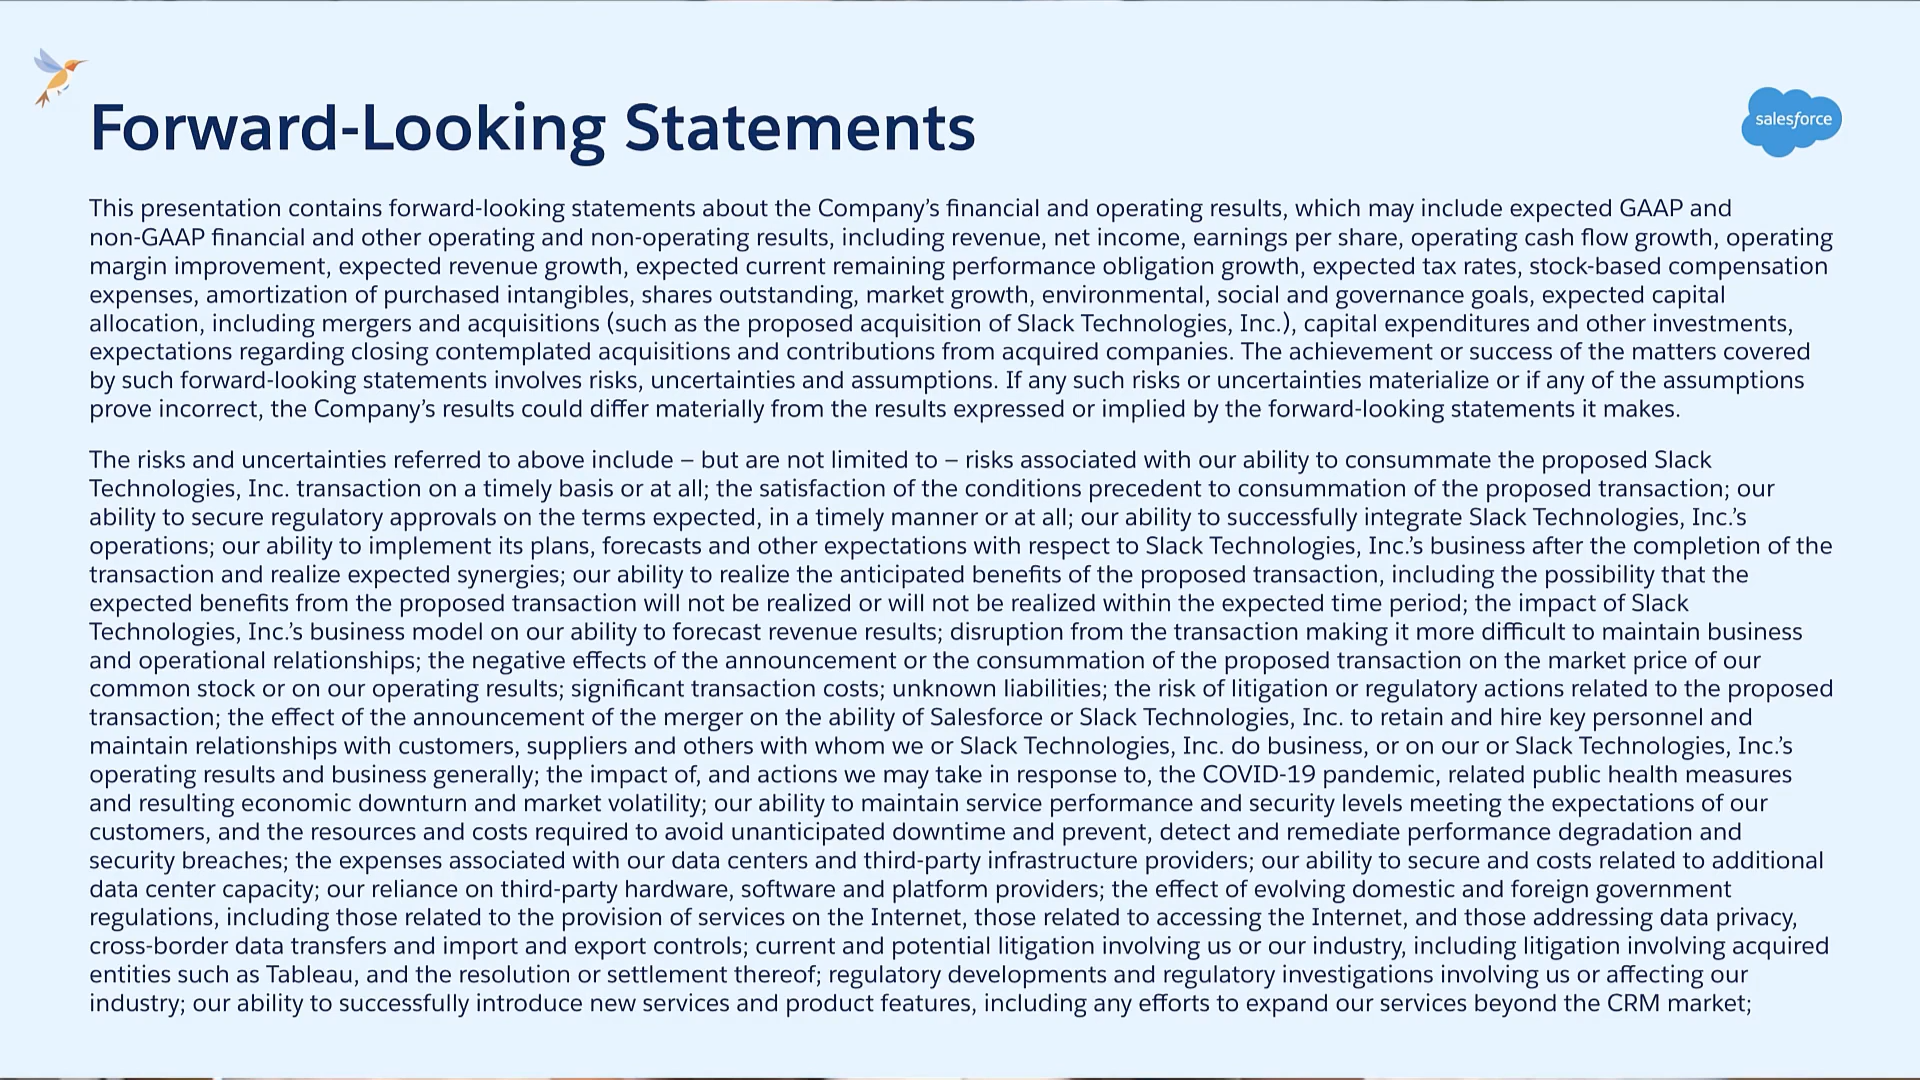 Forward-Looking Statements
salesforce
This presentation contains forward-looking statements about the Company’s financial and operating results, which may include expected GAAP and
non-GAAP financial and other operating and non-operating results, including revenue, net income, earnings per share, operating cash flow growth, operating
margin improvement, expected revenue growth, expected current remaining performance obligation growth, expected tax rates, stock-based compensation
expenses, amortization of purchased intangibles, shares outstanding, market growth, environmental, social and governance goals, expected capital
allocation, including mergers and acquisitions (such as the proposed acquisition of Slack Technologies, Inc.), capital expenditures and other investments,
expectations regarding closing contemplated acquisitions and contributions from acquired companies. The achievement or success of the matters covered
by such forward-looking statements involves risks, uncertainties and assumptions. If any such risks or uncertainties materialize or if any of the assumptions
prove incorrect, the Company’s results could differ materially from the results expressed or implied by the forward-looking statements it makes.
The risks and uncertainties referred to above include – but are not limited to – risks associated with our ability to consummate the proposed Slack
Technologies, Inc. transaction on a timely basis or at all; the satisfaction of the conditions precedent to consummation of the proposed transaction; our
ability to secure regulatory approvals on the terms expected, in a timely manner or at all; our ability to successfully integrate Slack Technologies, Inc.’s
operations; our ability to implement its plans, forecasts and other expectations with respect to Slack Technologies, Inc.’s business after the completion of the
transaction and realize expected synergies; our ability to realize the anticipated benefits of the proposed transaction, including the possibility that the
expected benefits from the proposed transaction will not be realized or will not be realized within the expected time period; the impact of Slack
Technologies, Inc.’s business model on our ability to forecast revenue results; disruption from the transaction making it more difficult to maintain business
and operational relationships; the negative effects of the announcement or the consummation of the proposed transaction on the market price of our
common stock or on our operating results; significant transaction costs; unknown liabilities; the risk of litigation or regulatory actions related to the proposed
transaction; the effect of the announcement of the merger on the ability of Salesforce or Slack Technologies, Inc. to retain and hire key personnel and
maintain relationships with customers, suppliers and others with whom we or Slack Technologies, Inc. do business, or on our or Slack Technologies, Inc.’s
operating results and business generally; the impact of, and actions we may take in response to, the COVID-19 pandemic, related public health measures
and resulting economic downturn and market volatility; our ability to maintain service performance and security levels meeting the expectations of our
customers, and the resources and costs required to avoid unanticipated downtime and prevent, detect and remediate performance degradation and
security breaches; the expenses associated with our data centers and third-party infrastructure providers; our ability to secure and costs related to additional
data center capacity; our reliance on third-party hardware, software and platform providers; the effect of evolving domestic and foreign government
regulations, including those related to the provision of services on the Internet, those related to accessing the Internet, and those addressing data privacy,
cross-border data transfers and import and export controls; current and potential litigation involving us or our industry, including litigation involving acquired
entities such as Tableau, and the resolution or settlement thereof; regulatory developments and regulatory investigations involving us or affecting our
industry; our ability to successfully introduce new services and product features, including any efforts to expand our services beyond the CRM market;